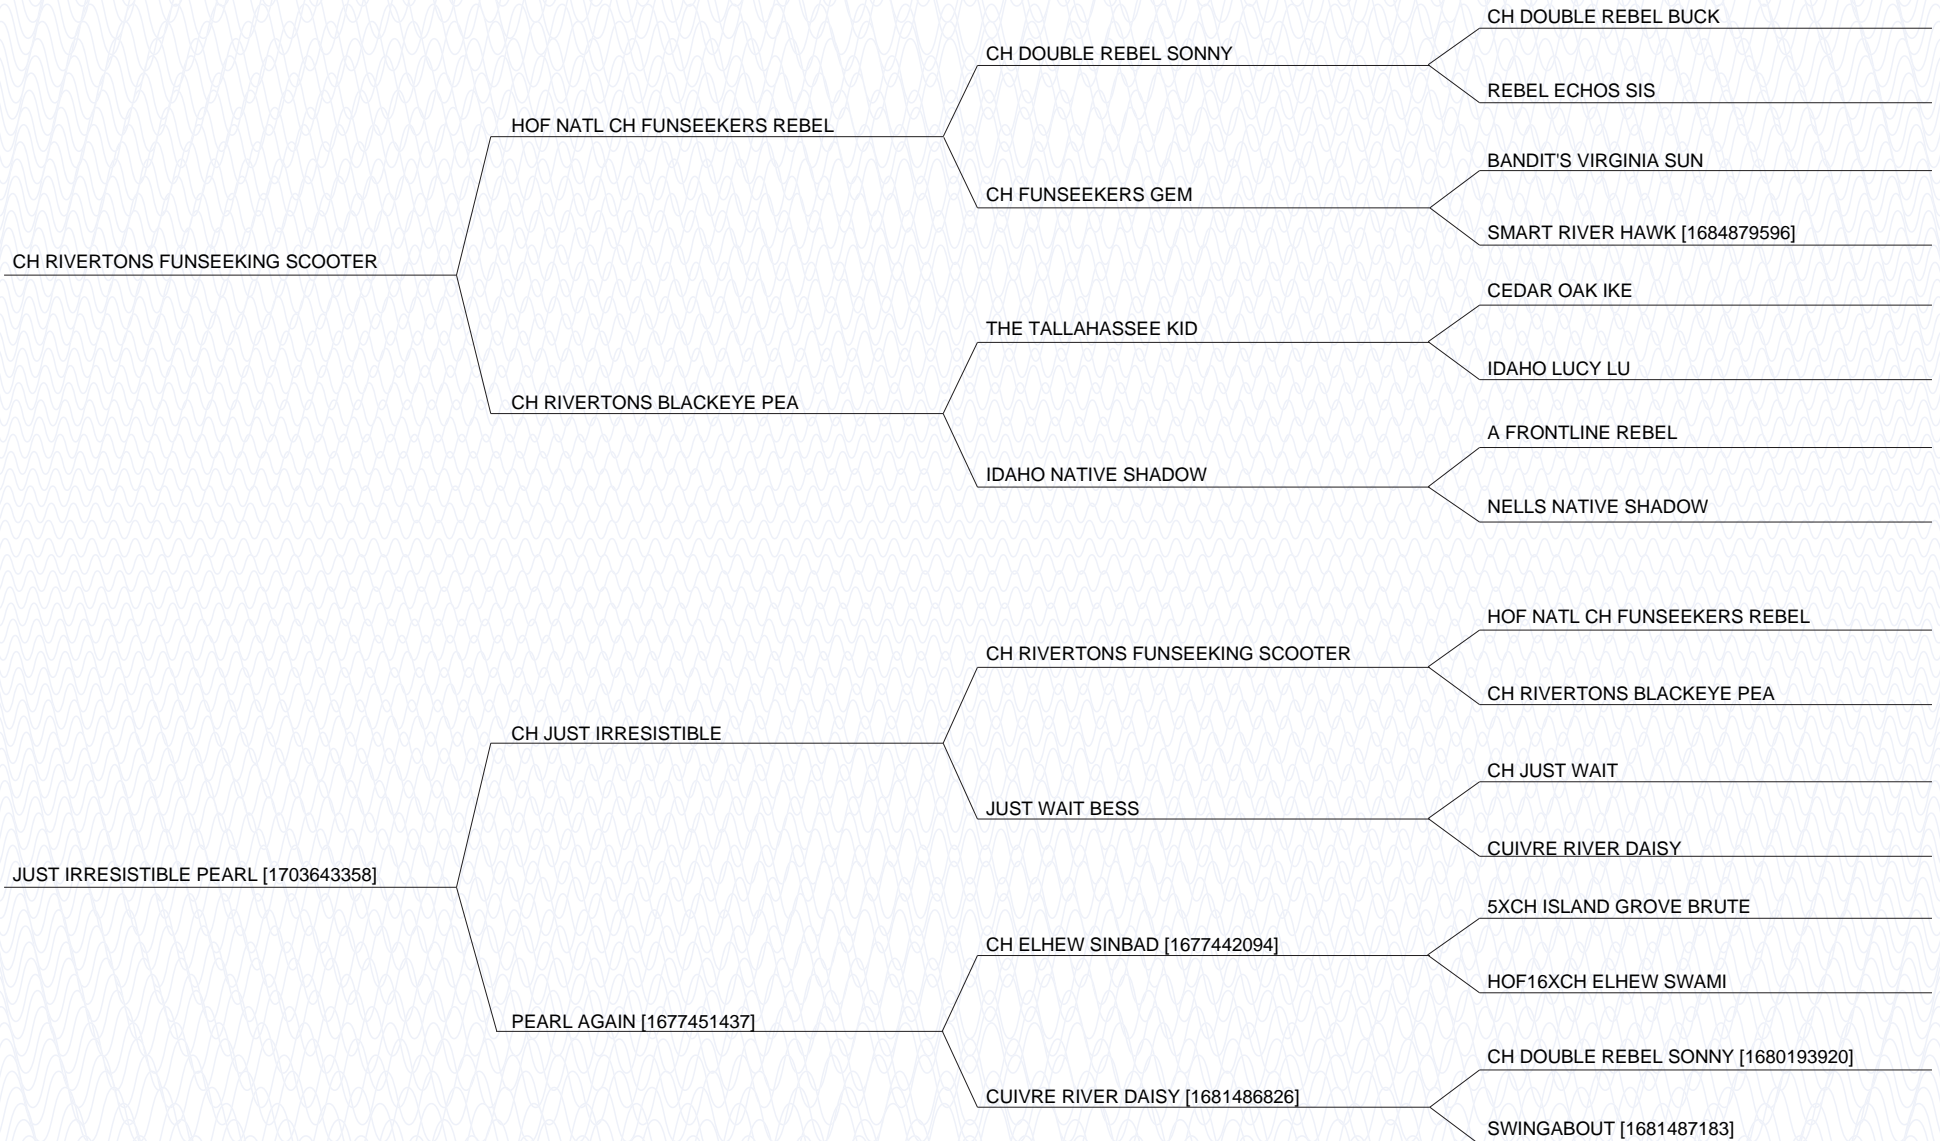 CH DOUBLE REBEL BUCK
CH DOUBLE REBEL SONNY
REBEL ECHOS SIS
HOF NATL CH FUNSEEKERS REBEL
BANDIT'S VIRGINIA SUN
CH FUNSEEKERS GEM
SMART RIVER HAWK [1684879596]
CH RIVERTONS FUNSEEKING SCOOTER
CEDAR OAK IKE
THE TALLAHASSEE KID
IDAHO LUCY LU
CH RIVERTONS BLACKEYE PEA
A FRONTLINE REBEL
IDAHO NATIVE SHADOW
NELLS NATIVE SHADOW
HOF NATL CH FUNSEEKERS REBEL
CH RIVERTONS FUNSEEKING SCOOTER
CH RIVERTONS BLACKEYE PEA
CH JUST IRRESISTIBLE
CH JUST WAIT
JUST WAIT BESS
CUIVRE RIVER DAISY
JUST IRRESISTIBLE PEARL [1703643358]
5XCH ISLAND GROVE BRUTE
CH ELHEW SINBAD [1677442094]
HOF16XCH ELHEW SWAMI
PEARL AGAIN [1677451437]
CH DOUBLE REBEL SONNY [1680193920]
CUIVRE RIVER DAISY [1681486826]
SWINGABOUT [1681487183]